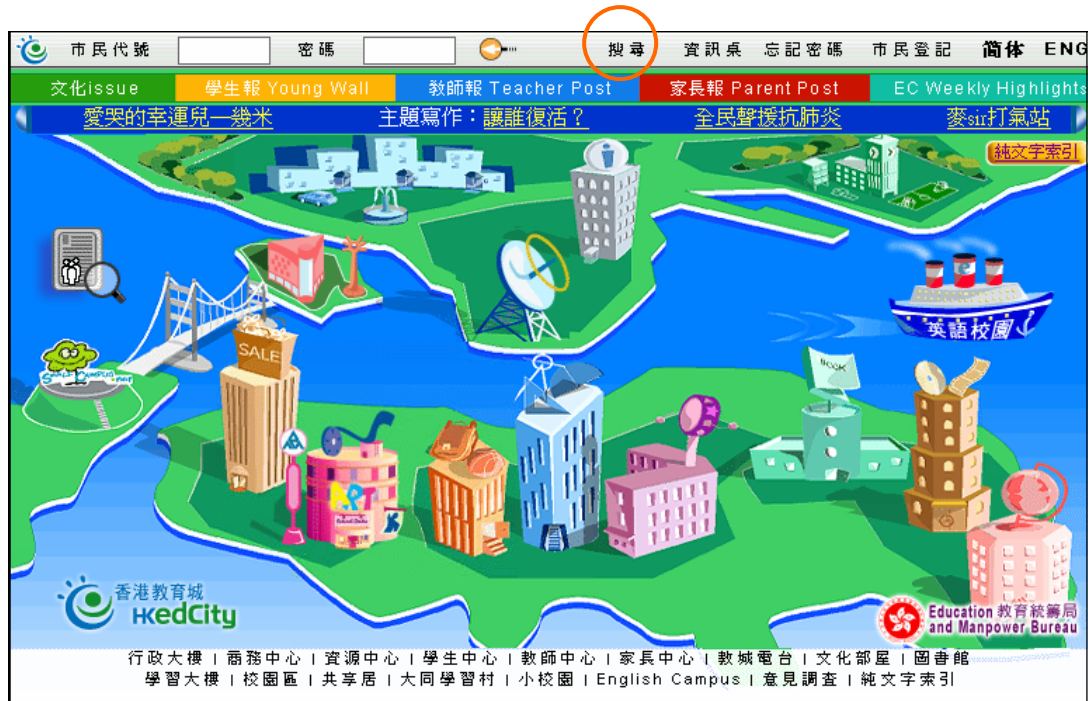 市民代號 密碼 搜尋 資訊桌 忘記密碼 市民登記 简体 ENG
文化issue 學生報 Young Wall 教師報 Teacher Post 家長報 Parent Post EC Weekly Highlights
愛哭的幸運兒—幾米 主題寫作：讓誰復活？ 全民聲援抗肺炎 麥sir打氣站
純文字索引
英語校園
SALE
BOOK
ART
K
香港教育城
HKedCity
Education 教育統籌局
and Manpower Bureau
行政大樓 | 商務中心 | 資源中心 | 學生中心 | 教師中心 | 家長中心 | 教城電台 | 文化部屋 | 圖書館
學習大樓 | 校園區 | 共享居 | 大同學習村 | 小校園 | English Campus | 意見調查 | 純文字索引